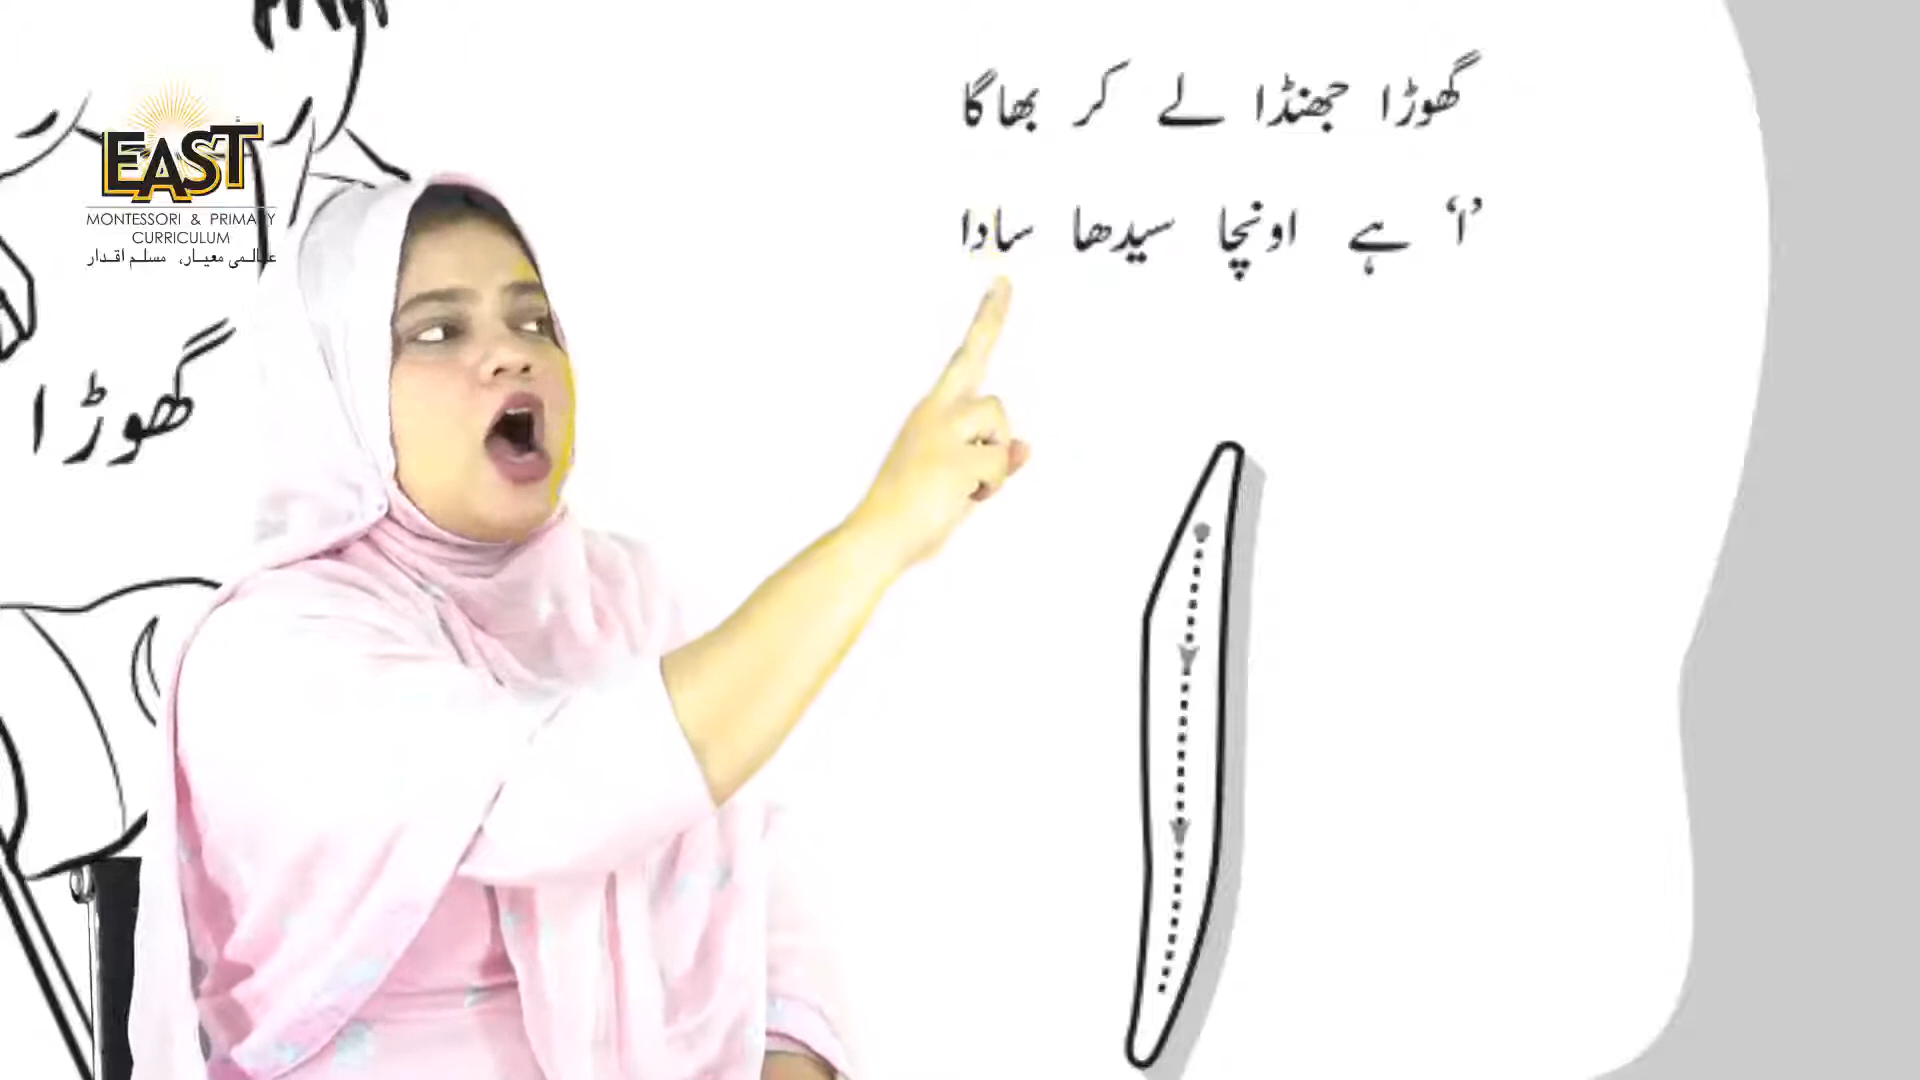 گھوڑا جھنڈا لے کر بھاگا
’ا‘ ہے اونچا سیدھا سادا
EAST
MONTESSORI & PRIMARY
CURRICULUM
عالمی معیار، مسلم اقدار
گھوڑا
ا